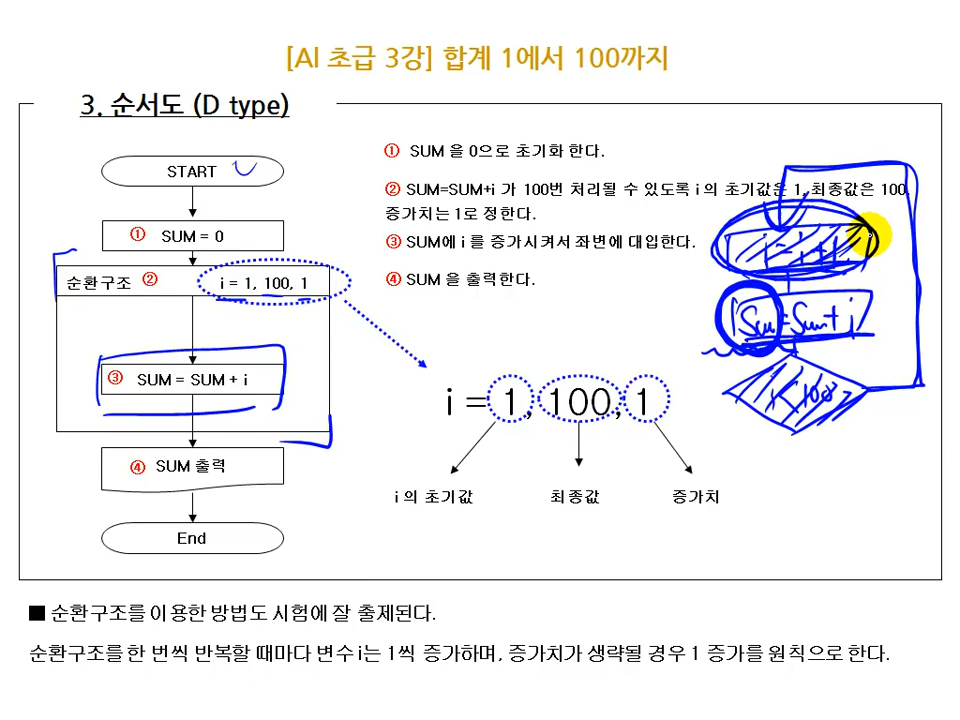 [AI 초급 3강] 합계 1에서 100까지
3. 순서도 (D type)
START
① SUM = 0
순환구조 ② i = 1, 100, 1
③ SUM = SUM + i
④ SUM 출력
End
① SUM 을 0으로 초기화 한다.
② SUM=SUM+i 가 100번 처리될 수 있도록 i 의 초기값은 1, 최종값은 100,
증가치는 1로 정한다.
③ SUM에 i 를 증가시켜서 좌변에 대입한다.
④ SUM 을 출력한다.
i = i+1
Sum=Sum+i
i<100
i = 1, 100, 1
i 의 초기값 최종값 증가치
■ 순환구조를 이용한 방법도 시험에 잘 출제된다.
순환구조를 한 번씩 반복할 때마다 변수 i는 1씩 증가하며, 증가치가 생략될 경우 1 증가를 원칙으로 한다.